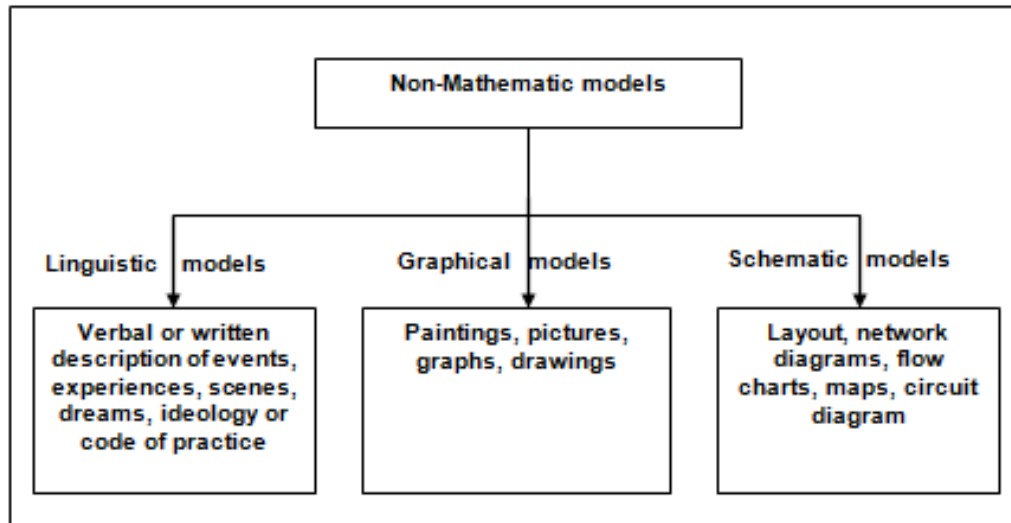 Non-Mathematic models
Linguistic models
Graphical models
Schematic models
Verbal or written
description of events,
experiences, scenes,
dreams, ideology or
code of practice
Paintings, pictures,
graphs, drawings
Layout, network
diagrams, flow
charts, maps, circuit
diagram